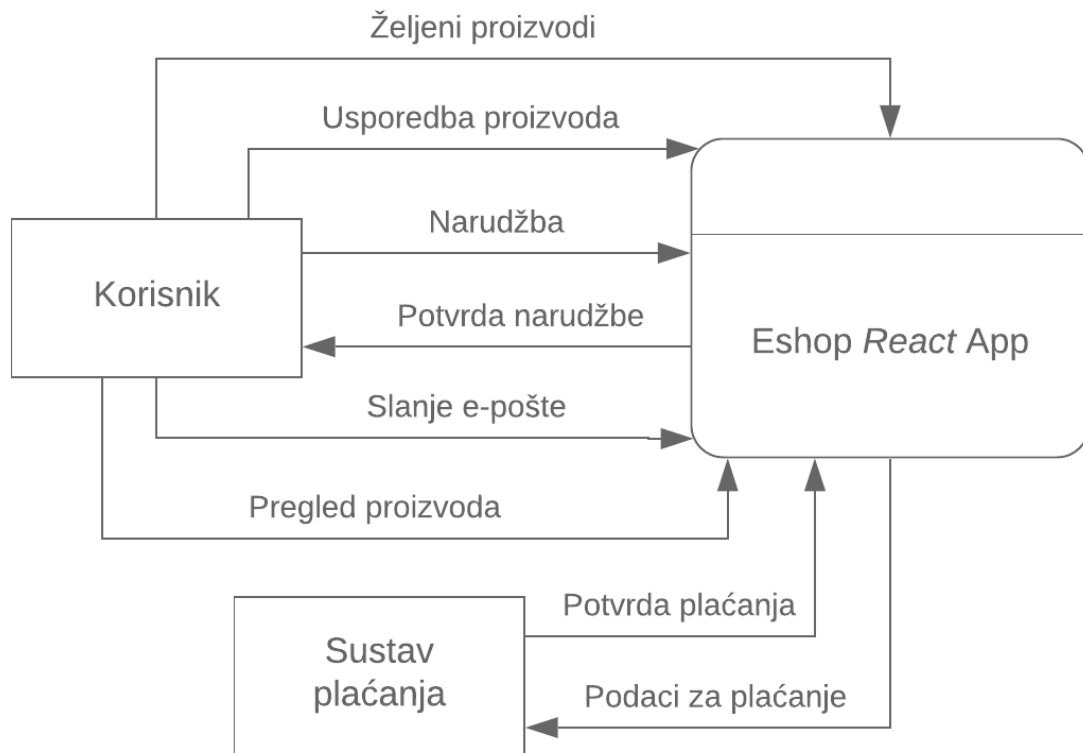 Željeni proizvodi
Usporedba proizvoda
Narudžba
Korisnik
Potvrda narudžbe
Eshop React App
Slanje e-pošte
Pregled proizvoda
Potvrda plaćanja
Sustav
plaćanja
Podaci za plaćanje